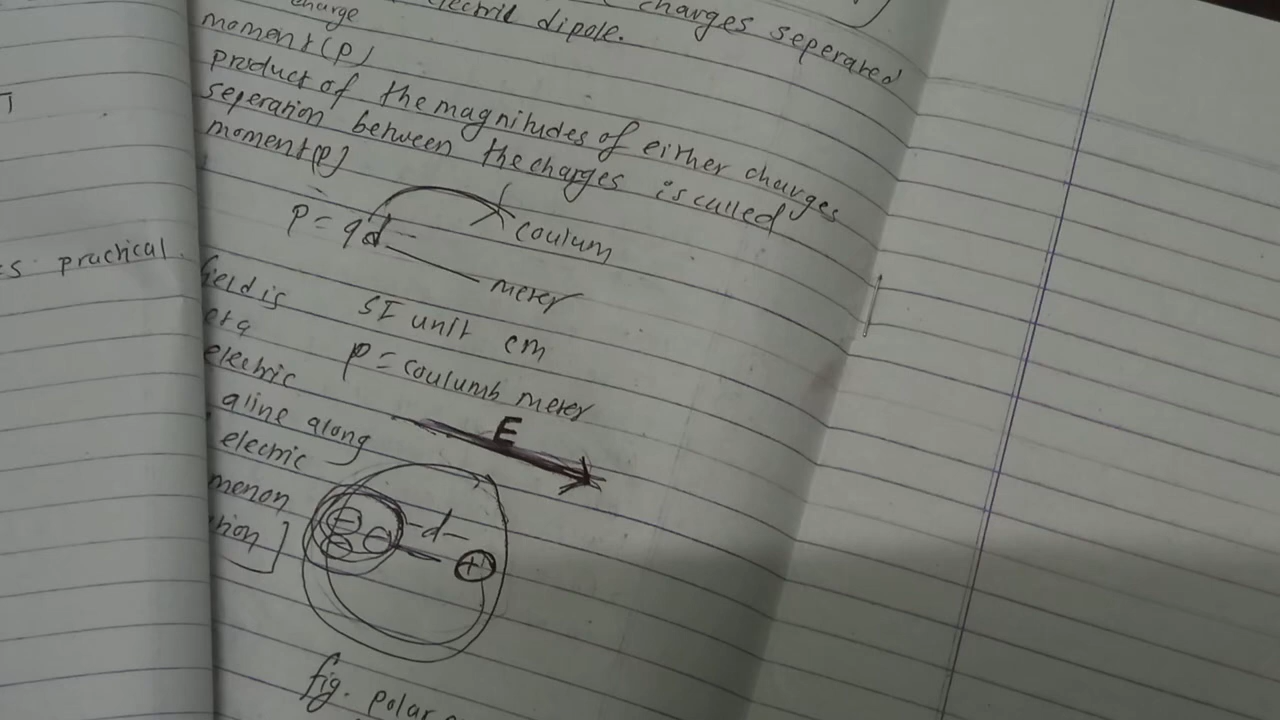 charges seperated
charge
electric dipole.
moment(p)
product of the magnitudes of either charges
seperation between the charges is called
moment(p)
p = qd
coulum
meter
s practical.
field is
SI unit cm
electric
p = coulumb meter
aline along
E
electric
menon
-d-
tion]
+
fig. polar